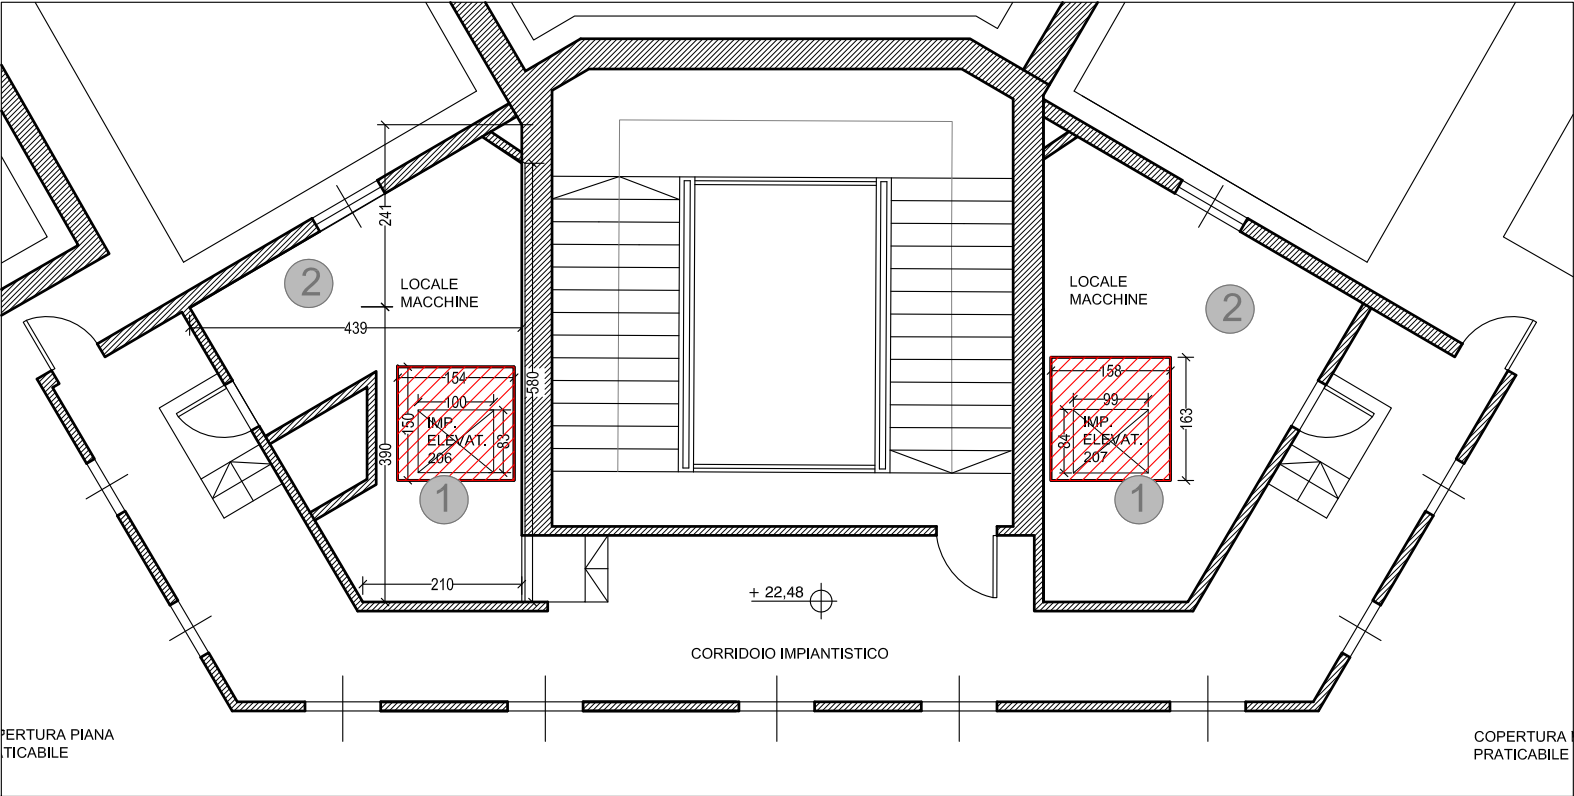 241
2
LOCALE
MACCHINE
439
580
154
100
150
IMP.
ELEVAT.
206
83
390
1
210
LOCALE
MACCHINE
2
158
99
163
84
IMP.
ELEVAT.
207
1
+ 22,48
CORRIDOIO IMPIANTISTICO
PERTURA PIANA
TICABILE
COPERTURA
PRATICABILE